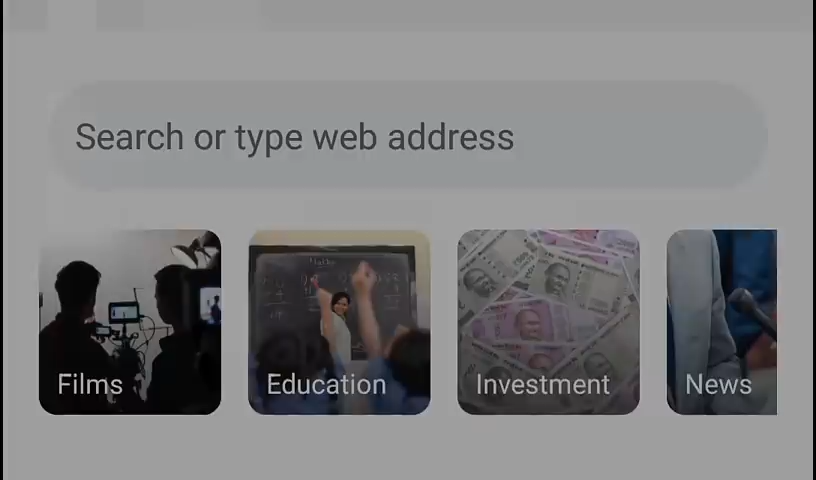 Search or type web address
Films
Education
Investment
News